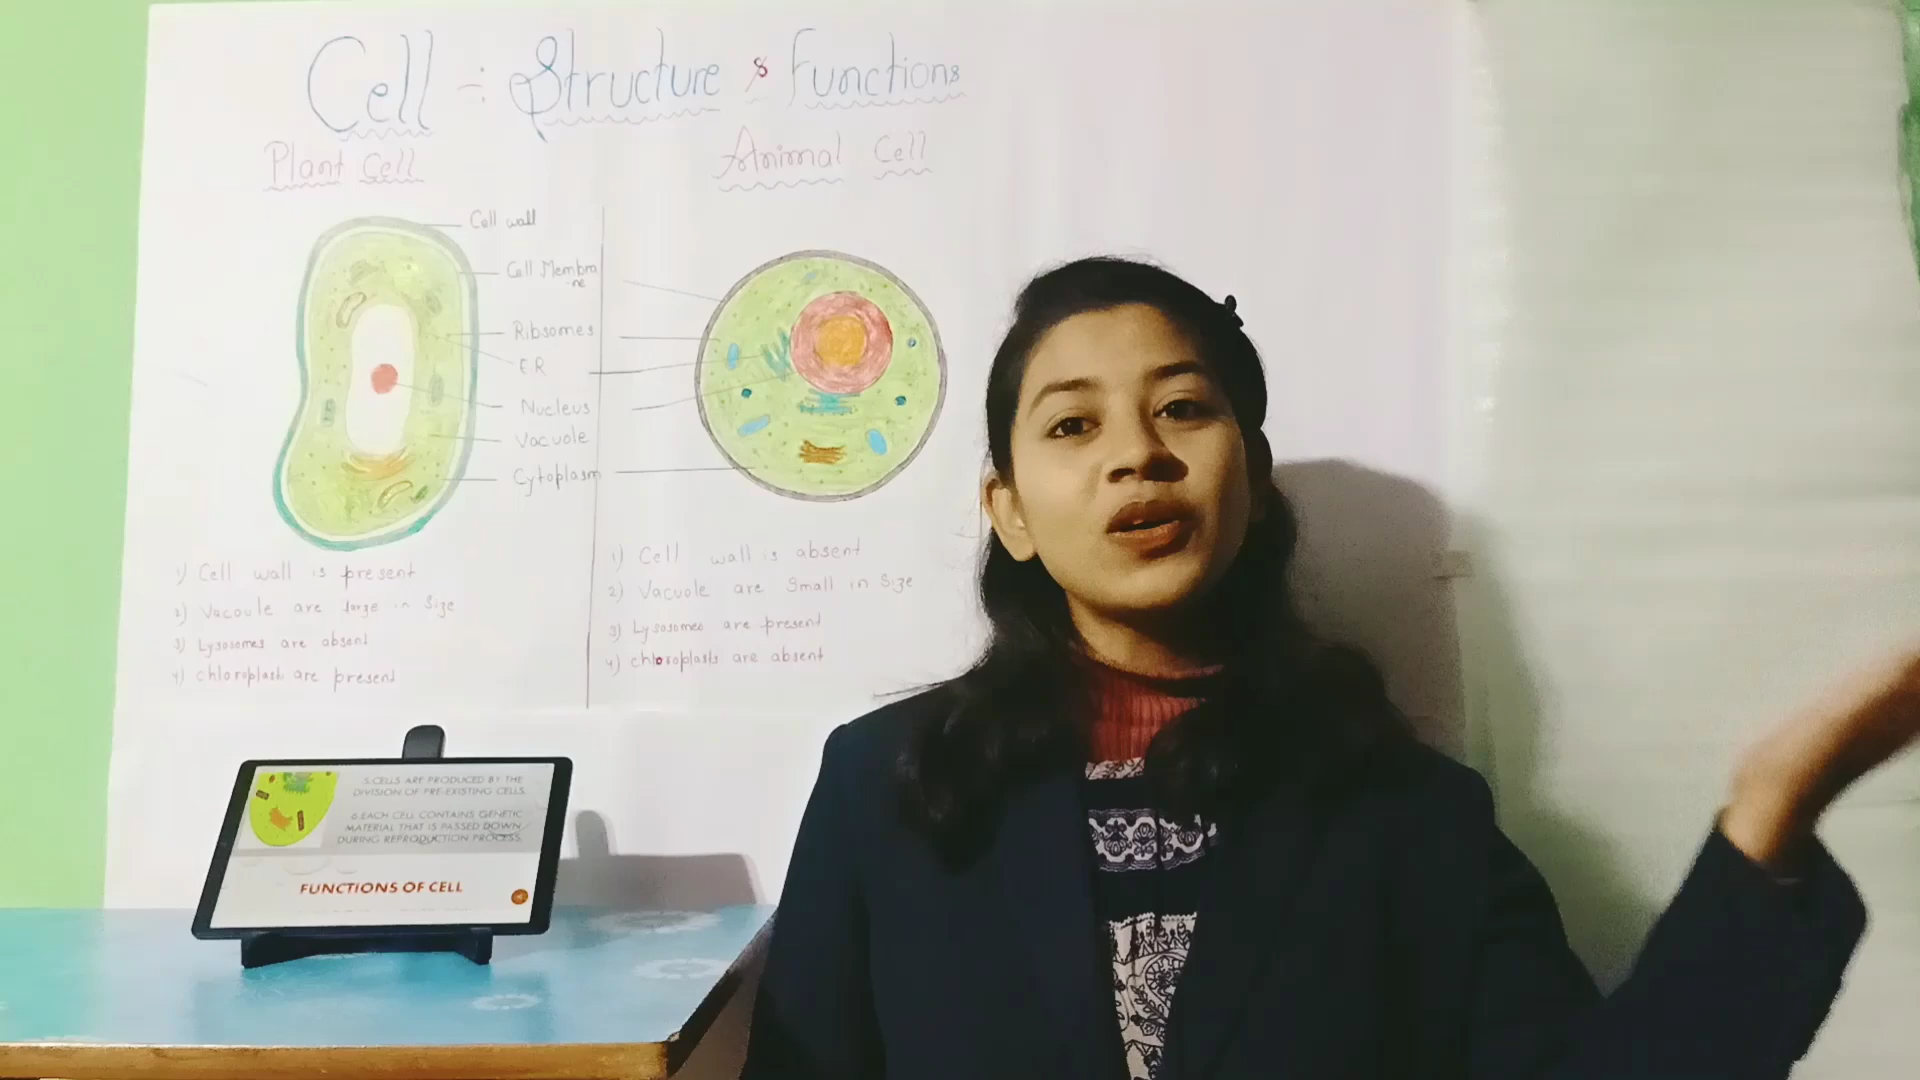 Cell -: Structure & Functions
Plant Cell
Animal Cell
Cell wall
Cell Membra
-ne
Ribsomes
E R
Nucleus
Vacuole
Cytoplasm
1) Cell wall is present
2) Vacoule are large in Size
3) Lysosomes are absent
4) chloroplasts are present
1) Cell wall is absent
2) Vacuole are Small in Size
3) Lysosomes are present
4) chloroplasts are absent
5.CELLS ARE PRODUCED BY THE
DIVISION OF PRE-EXISTING CELLS.
6.EACH CELL CONTAINS GENETIC
MATERIAL THAT IS PASSED DOWN
DURING REPRODUCTION PROCESS.
FUNCTIONS OF CELL